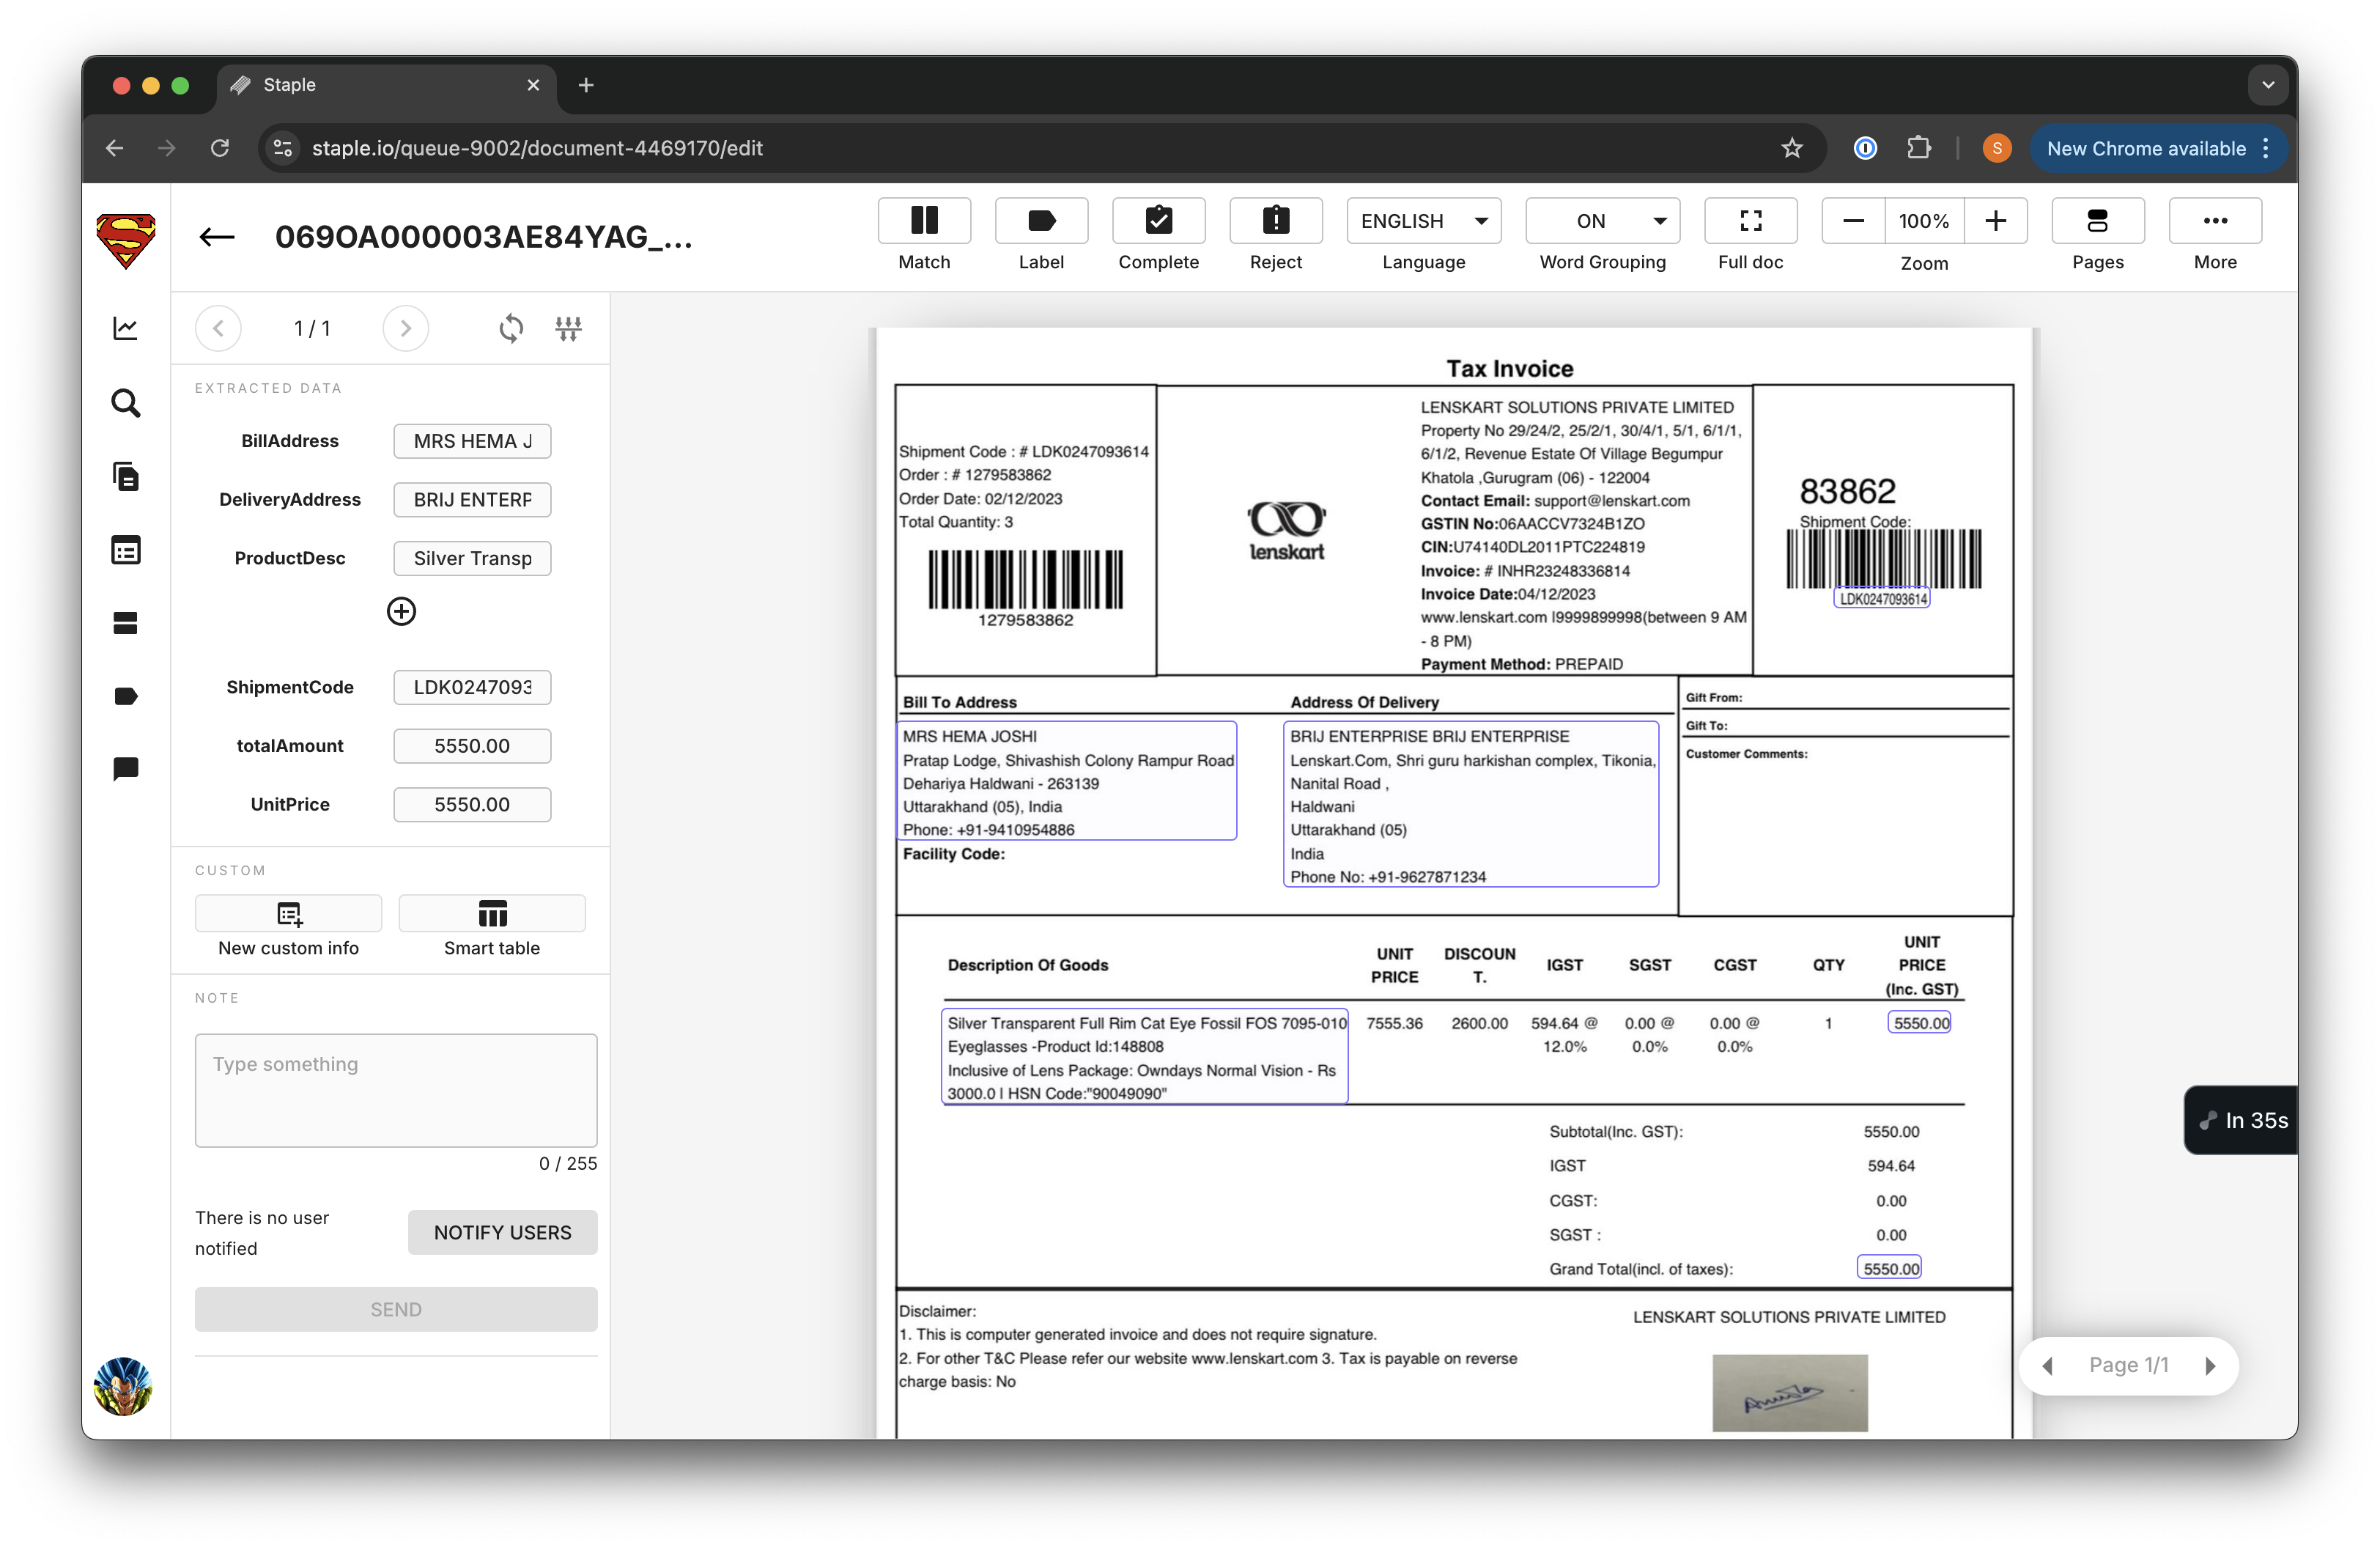 Staple
staple.io/queue-9002/document-4469170/edit
S
New Chrome available
069OA000003AE84YAG_...
Match
Label
Complete
Reject
ENGLISH
Language
ON
Word Grouping
Full doc
100%
Zoom
Pages
More
1 / 1
EXTRACTED DATA
BillAddress MRS HEMA J
DeliveryAddress BRIJ ENTERP
ProductDesc Silver Transp
ShipmentCode LDK0247093
totalAmount 5550.00
UnitPrice 5550.00
CUSTOM
New custom info
Smart table
NOTE
Type something
0 / 255
There is no user
notified
NOTIFY USERS
SEND
Tax Invoice
Shipment Code : # LDK0247093614
Order : # 1279583862
Order Date: 02/12/2023
Total Quantity: 3
1279583862
lenskart
LENSKART SOLUTIONS PRIVATE LIMITED
Property No 29/24/2, 25/2/1, 30/4/1, 5/1, 6/1/1,
6/1/2, Revenue Estate Of Village Begumpur
Khatola ,Gurugram (06) - 122004
Contact Email: support@lenskart.com
GSTIN No:06AACCV7324B1ZO
CIN:U74140DL2011PTC224819
Invoice: # INHR23248336814
Invoice Date:04/12/2023
www.lenskart.com l9999899998(between 9 AM
- 8 PM)
Payment Method: PREPAID
83862
Shipment Code:
LDK0247093614
Bill To Address
MRS HEMA JOSHI
Pratap Lodge, Shivashish Colony Rampur Road
Dehariya Haldwani - 263139
Uttarakhand (05), India
Phone: +91-9410954886
Facility Code:
Address Of Delivery
BRIJ ENTERPRISE BRIJ ENTERPRISE
Lenskart.Com, Shri guru harkishan complex, Tikonia,
Nanital Road ,
Haldwani
Uttarakhand (05)
India
Phone No: +91-9627871234
Gift From:
Gift To:
Customer Comments:
Description Of Goods
UNIT
PRICE
DISCOUN
T.
IGST
SGST
CGST
QTY
UNIT
PRICE
(Inc. GST)
Silver Transparent Full Rim Cat Eye Fossil FOS 7095-010
Eyeglasses -Product Id:148808
Inclusive of Lens Package: Owndays Normal Vision - Rs
3000.0 l HSN Code:"90049090"
7555.36
2600.00
594.64 @
12.0%
0.00 @
0.0%
0.00 @
0.0%
1
5550.00
Subtotal(Inc. GST): 5550.00
IGST 594.64
CGST: 0.00
SGST : 0.00
Grand Total(incl. of taxes): 5550.00
In 35s
Disclaimer:
1. This is computer generated invoice and does not require signature.
2. For other T&C Please refer our website www.lenskart.com 3. Tax is payable on reverse
charge basis: No
LENSKART SOLUTIONS PRIVATE LIMITED
Page 1/1